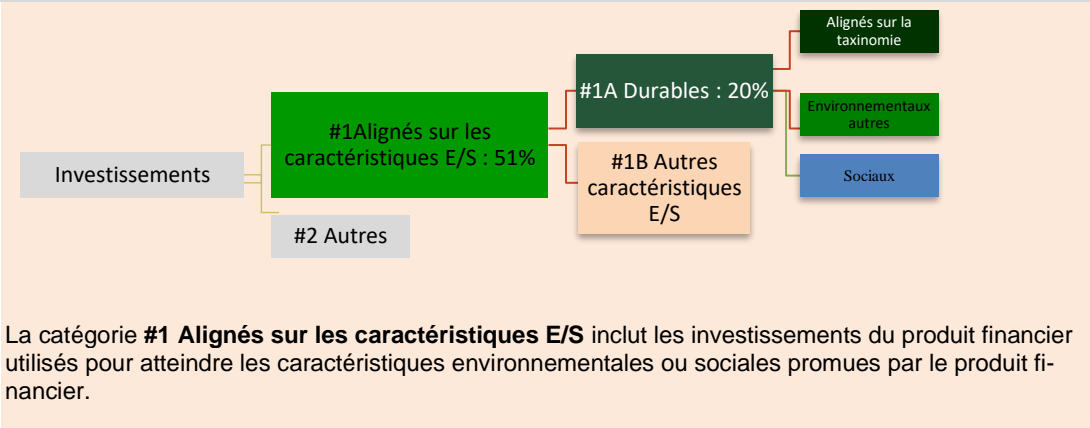 Alignés sur la
taxinomie
#1A Durables : 20%
Environnementaux
autres
#1Alignés sur les
caractéristiques E/S : 51%
#1B Autres
caractéristiques
E/S
Investissements
Sociaux
#2 Autres
La catégorie #1 Alignés sur les caractéristiques E/S inclut les investissements du produit financier
utilisés pour atteindre les caractéristiques environnementales ou sociales promues par le produit fi-
nancier.